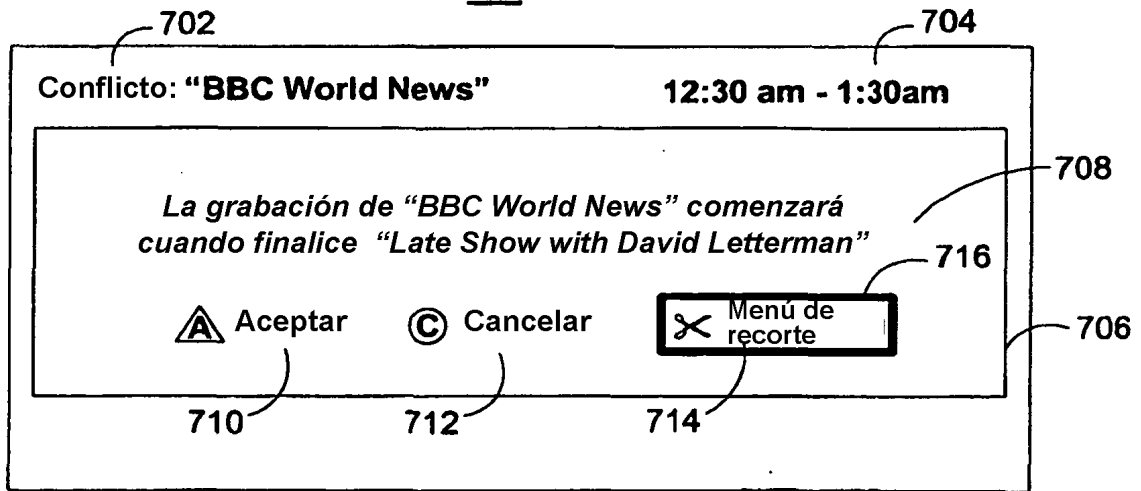 702
704
Conflicto: "BBC World News" 12:30 am - 1:30am
708
La grabación de “BBC World News” comenzará
cuando finalice “Late Show with David Letterman”
716
A Aceptar C Cancelar Menú de
recorte
706
710 712 714